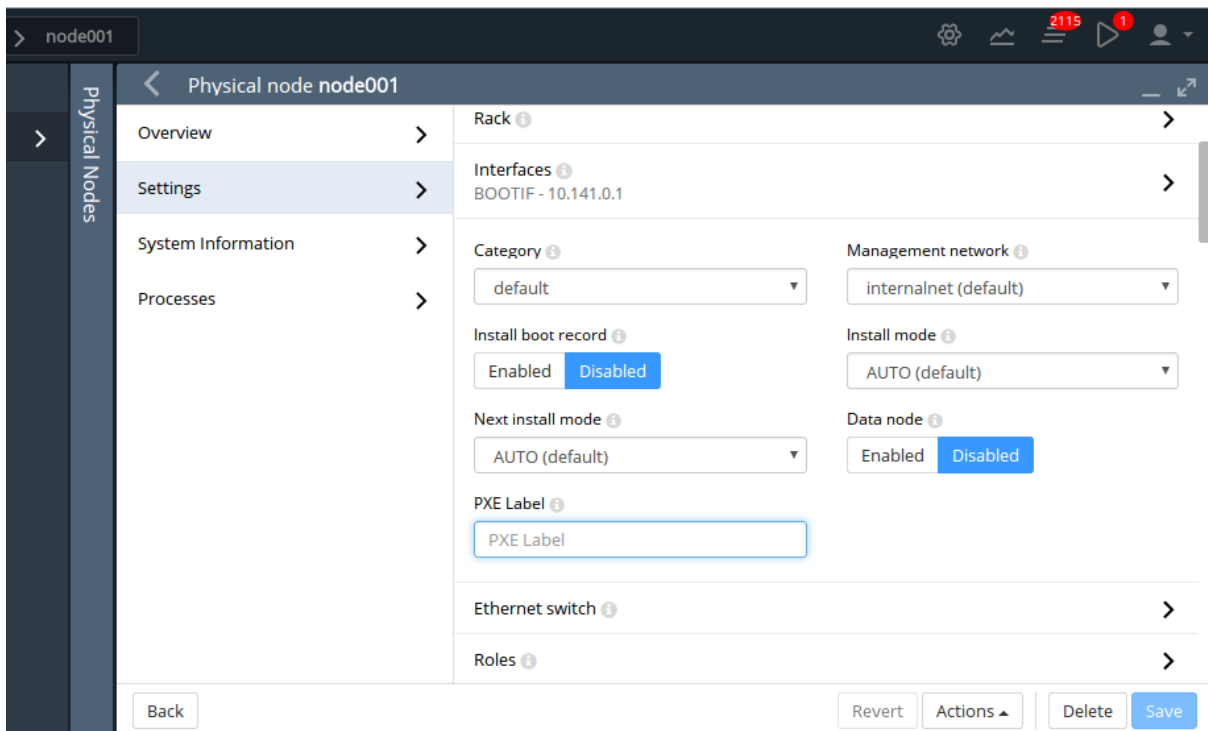 node001
2115
1
Physical Nodes
Physical node node001
Overview
Settings
System Information
Processes
Rack
Interfaces
BOOTIF - 10.141.0.1
Category
Management network
default
internalnet (default)
Install boot record
Install mode
Enabled Disabled
AUTO (default)
Next install mode
Data node
AUTO (default)
Enabled Disabled
PXE Label
PXE Label
Ethernet switch
Roles
Back
Revert
Actions
Delete
Save